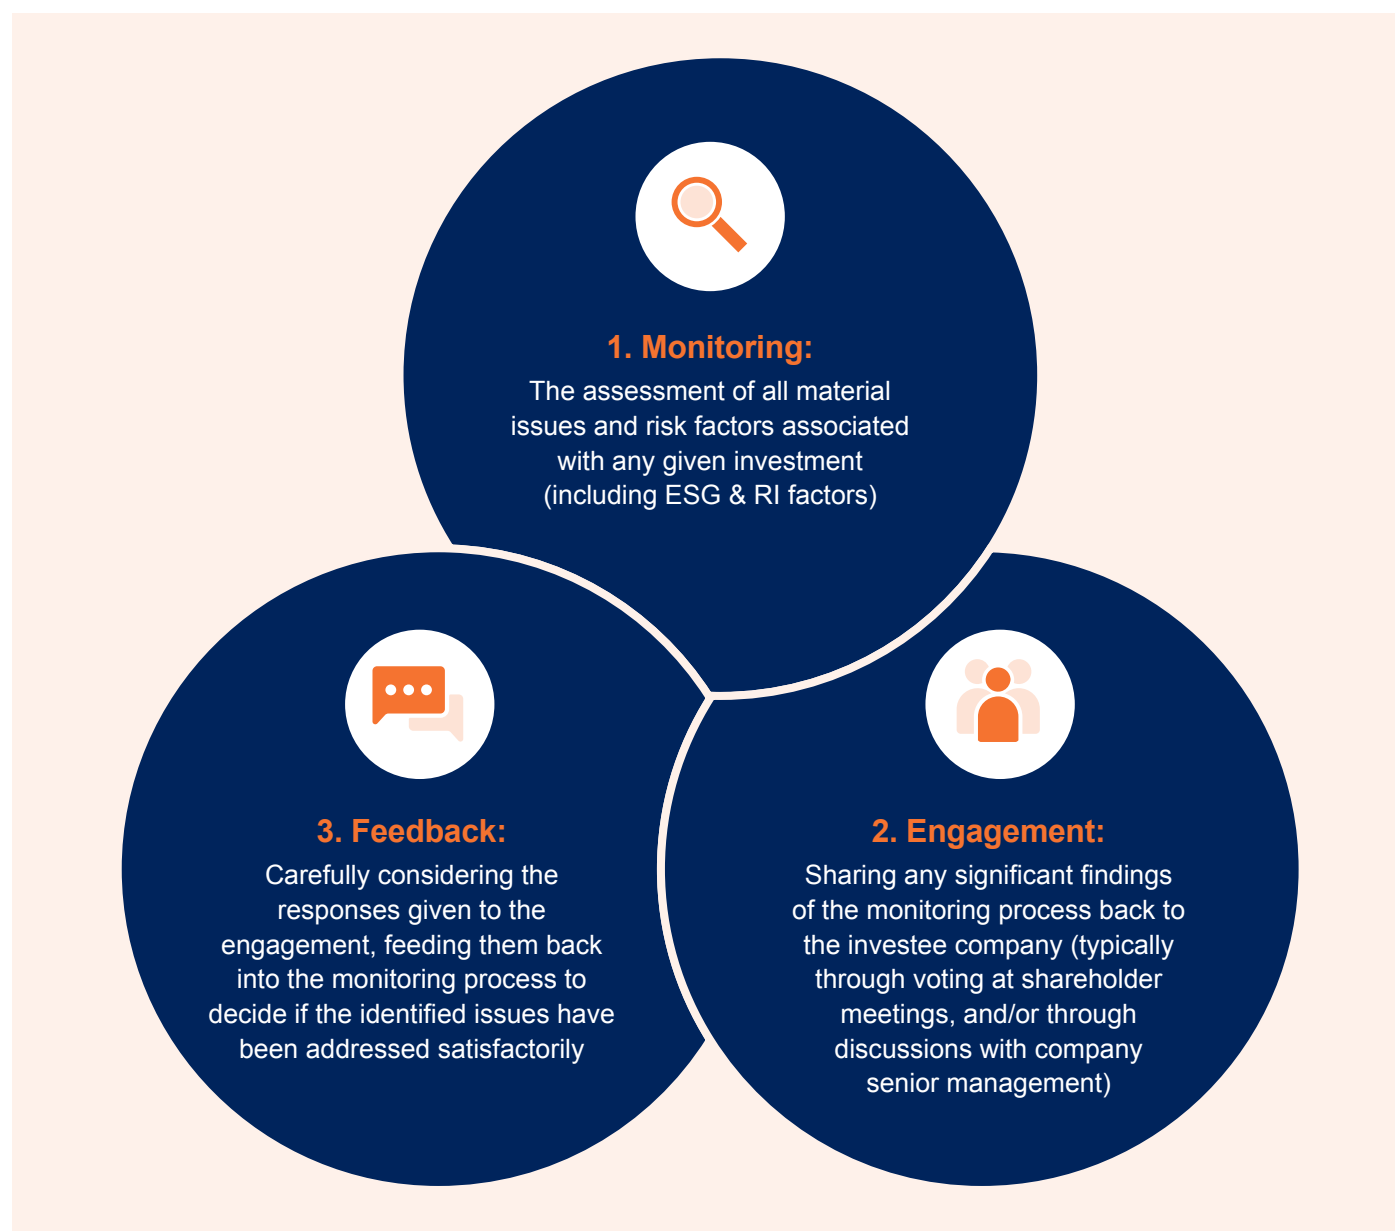 1. Monitoring:
The assessment of all material
issues and risk factors associated
with any given investment
(including ESG & RI factors)
2. Engagement:
Sharing any significant findings
of the monitoring process back to
the investee company (typically
through voting at shareholder
meetings, and/or through
discussions with company
senior management)
3. Feedback:
Carefully considering the
responses given to the
engagement, feeding them back
into the monitoring process to
decide if the identified issues have
been addressed satisfactorily